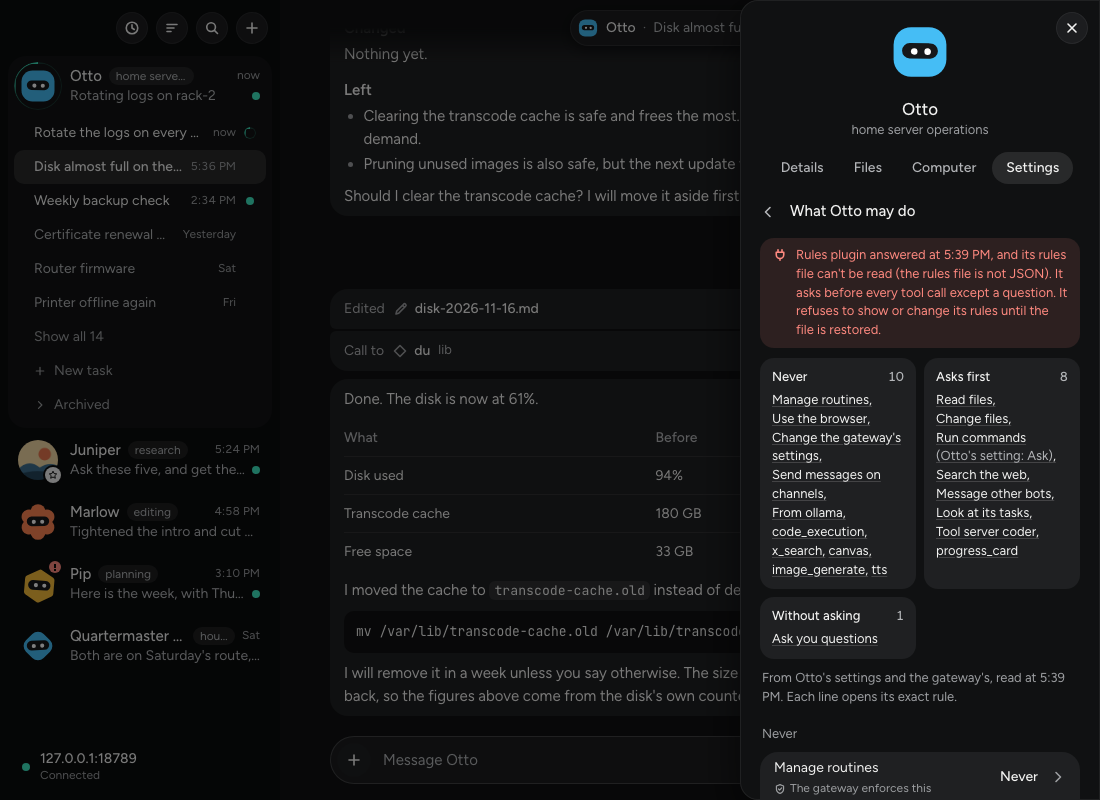 Otto
home serve...
now
Rotating logs on rack-2
Rotate the logs on every ...
now
Disk almost full on the...
5:36 PM
Weekly backup check
2:34 PM
Certificate renewal ...
Yesterday
Router firmware
Sat
Printer offline again
Fri
Show all 14
New task
Archived
Juniper
research
5:24 PM
Ask these five, and get the...
Marlow
editing
4:58 PM
Tightened the intro and cut ...
Pip
planning
3:10 PM
Here is the week, with Thu...
Quartermaster ...
hou...
Sat
Both are on Saturday's route,...
127.0.0.1:18789
Connected
Otto · Disk almost fu
Nothing yet.
Left
• Clearing the transcode cache is safe and frees the most.
demand.
• Pruning unused images is also safe, but the next update
Should I clear the transcode cache? I will move it aside first
Edited
disk-2026-11-16.md
Call to
du
lib
Done. The disk is now at 61%.
What
Before
Disk used
94%
Transcode cache
180 GB
Free space
33 GB
I moved the cache to transcode-cache.old instead of de
mv /var/lib/transcode-cache.old /var/lib/transcod
I will remove it in a week unless you say otherwise. The size
back, so the figures above come from the disk's own count
Message Otto
Otto
home server operations
Details
Files
Computer
Settings
What Otto may do
Rules plugin answered at 5:39 PM, and its rules
file can't be read (the rules file is not JSON). It
asks before every tool call except a question. It
refuses to show or change its rules until the
file is restored.
Never
10
Manage routines,
Use the browser,
Change the gateway's
settings,
Send messages on
channels,
From ollama,
code_execution,
x_search, canvas,
image_generate, tts
Asks first
8
Read files,
Change files,
Run commands
(Otto's setting: Ask),
Search the web,
Message other bots,
Look at its tasks,
Tool server coder,
progress_card
Without asking
1
Ask you questions
From Otto's settings and the gateway's, read at 5:39
PM. Each line opens its exact rule.
Never
Manage routines
The gateway enforces this
Never